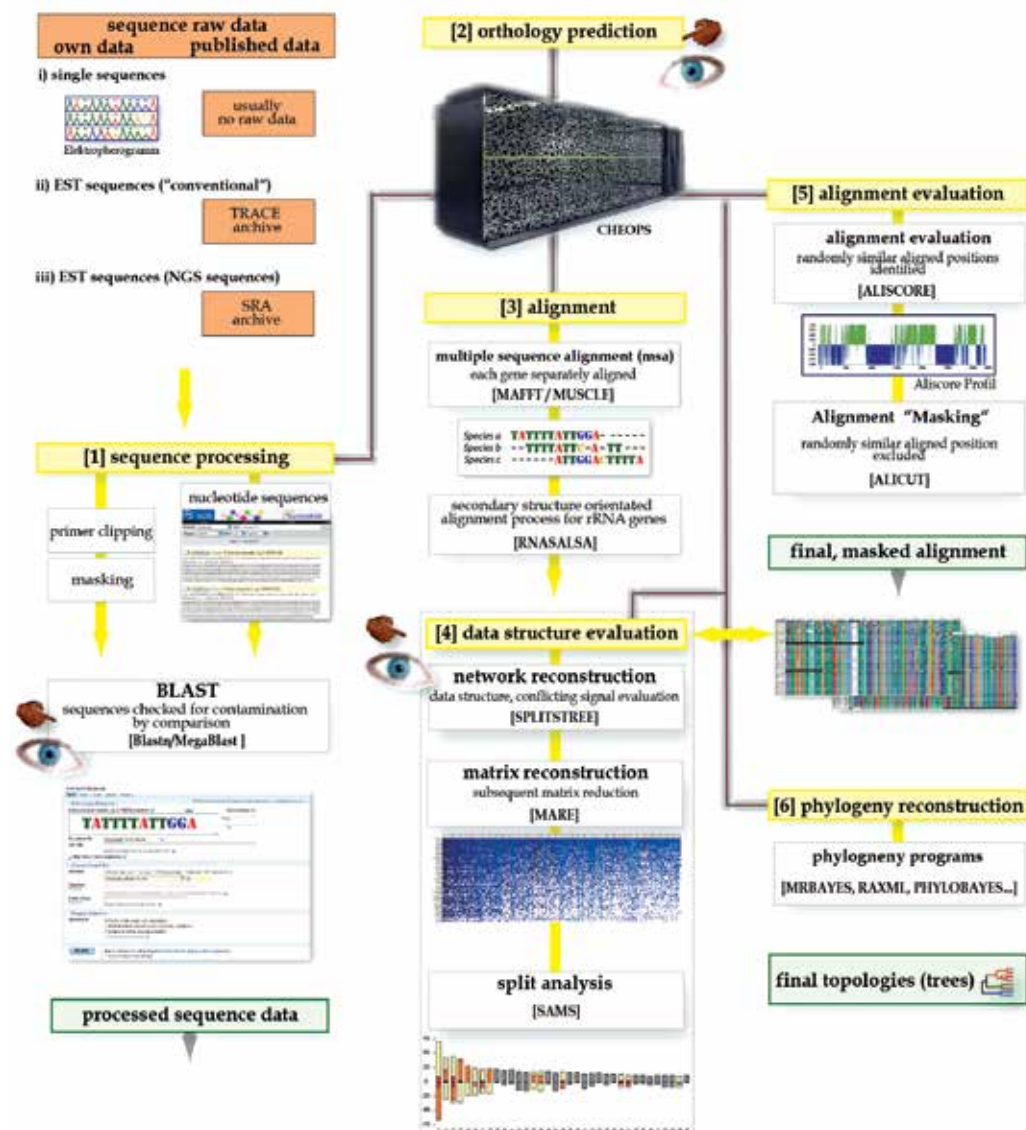 sequence raw data
own data published data
i) single sequences
usually
no raw data
Elektropherogramm
ii) EST sequences ("conventional")
TRACE
archive
iii) EST sequences (NGS sequences)
SRA
archive
[1] sequence processing
nucleotide sequences
primer clipping
masking
BLAST
sequences checked for contamination
by comparison
[Blastn/MegaBlast ]
TATTTTATTGGA
processed sequence data
[2] orthology prediction
CHEOPS
[3] alignment
multiple sequence alignment (msa)
each gene separately aligned
[MAFFT / MUSCLE]
Species a TATTTTATTGGA- - - - - - -
Species b - - TTTTATTC-A-TT- - -
Species c - - - - - -ATTGGACTTTTA
secondary structure orientated
alignment process for rRNA genes
[RNASALSA]
[4] data structure evaluation
network reconstruction
data structure, conflicting signal evaluation
[SPLITSTREE]
matrix reconstruction
subsequent matrix reduction
[MARE]
split analysis
[SAMS]
[5] alignment evaluation
alignment evaluation
randomly similar aligned positions
identified
[ALISCORE]
Aliscore Profil
Alignment "Masking"
randomly similar aligned position
excluded
[ALICUT]
final, masked alignment
[6] phylogeny reconstruction
phylogneny programs
[MRBAYES, RAXML, PHYLOBAYES...]
final topologies (trees)